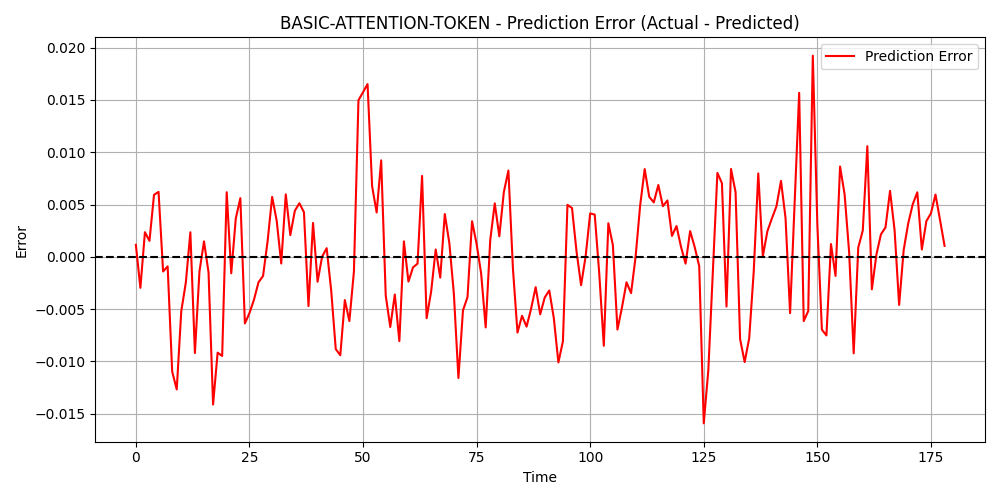 BASIC-ATTENTION-TOKEN - Prediction Error (Actual - Predicted)
Prediction Error
Error
0.020
0.015
0.010
0.005
0.000
−0.005
−0.010
−0.015
0 25 50 75 100 125 150 175
Time